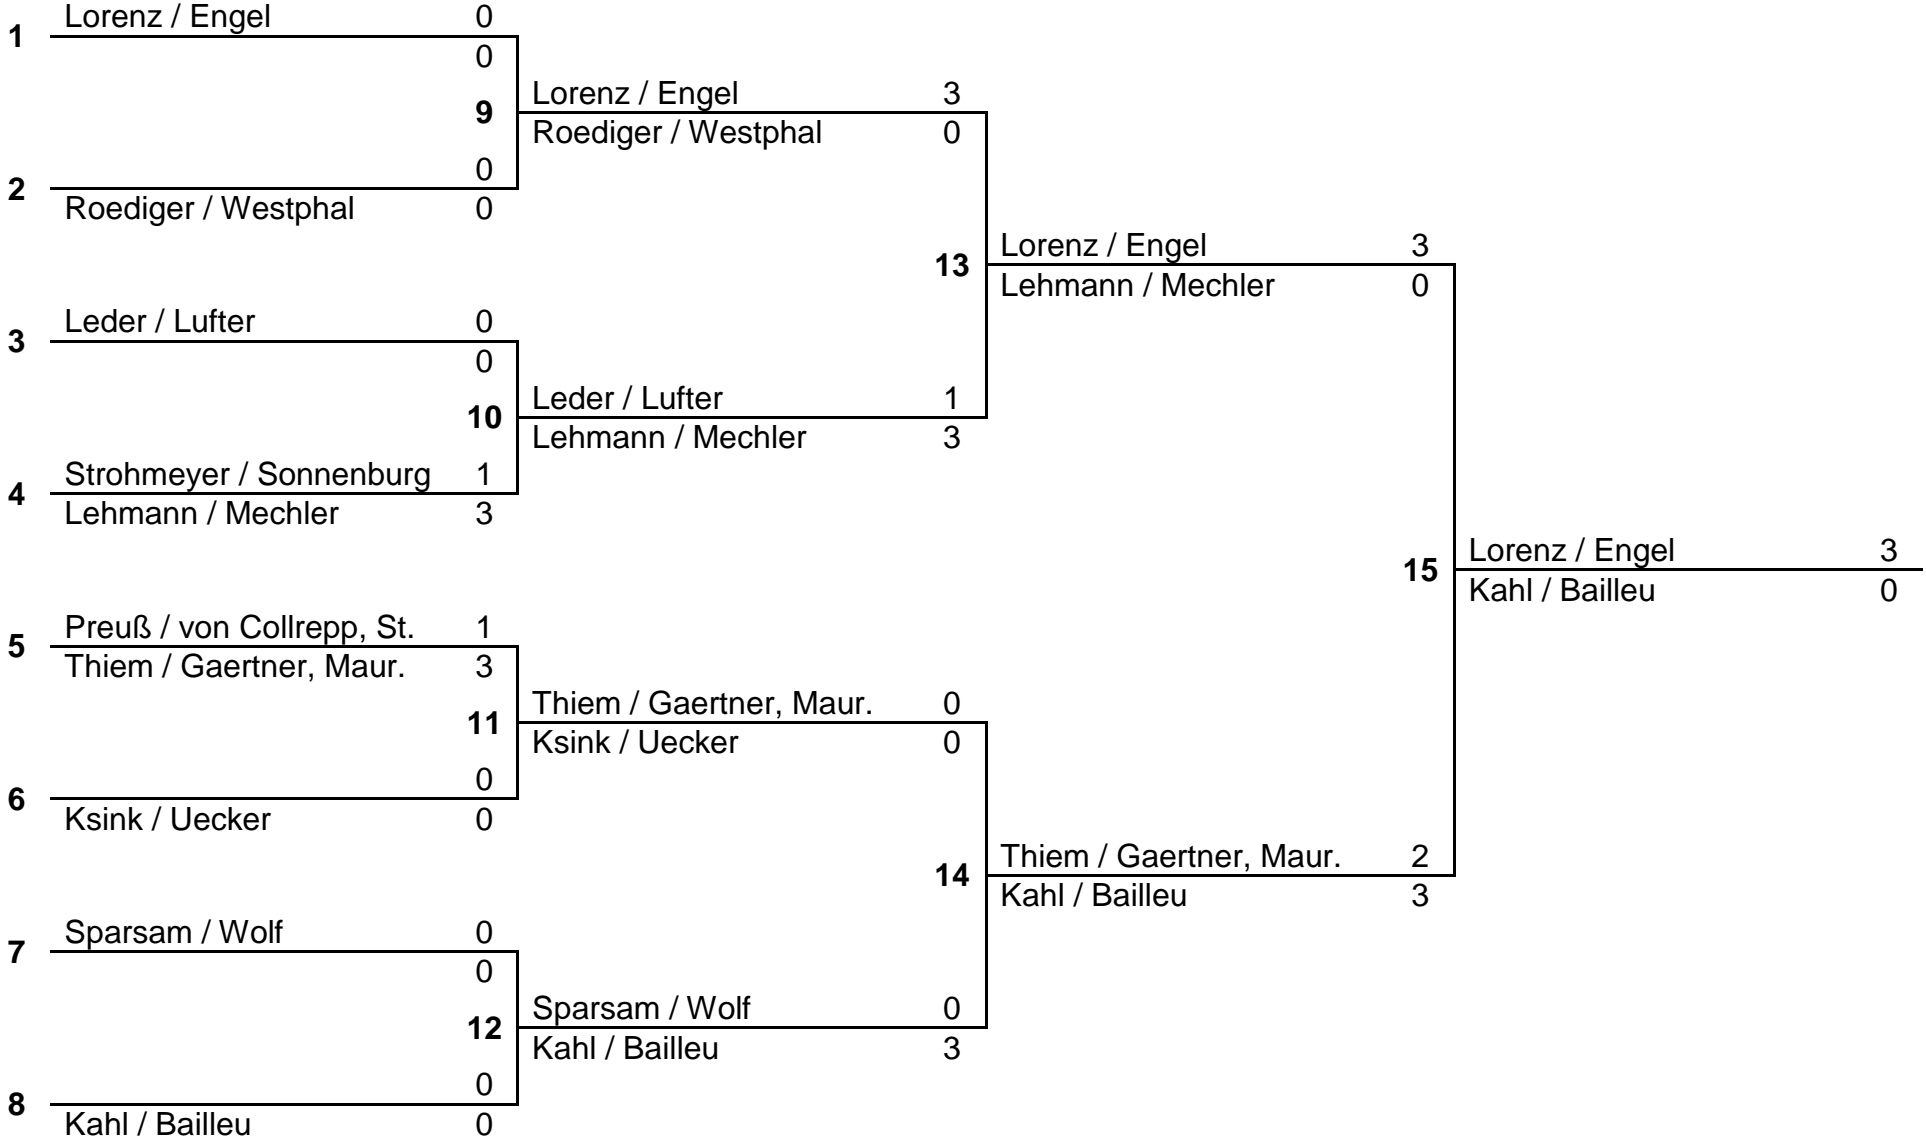 Lorenz / Engel 0
1
0
Lorenz / Engel 3
9
Roediger / Westphal 0
0
2
Roediger / Westphal 0
Lorenz / Engel 3
13
Lehmann / Mechler 0
Leder / Lufter 0
3
0
Leder / Lufter 1
10
Lehmann / Mechler 3
Strohmeyer / Sonnenburg 1
4
Lehmann / Mechler 3
Lorenz / Engel 3
15
Kahl / Bailleu 0
Preuß / von Collrepp, St. 1
5
Thiem / Gaertner, Maur. 3
Thiem / Gaertner, Maur. 0
11
Ksink / Uecker 0
0
6
Ksink / Uecker 0
Thiem / Gaertner, Maur. 2
14
Kahl / Bailleu 3
Sparsam / Wolf 0
7
0
Sparsam / Wolf 0
12
Kahl / Bailleu 3
0
8
Kahl / Bailleu 0